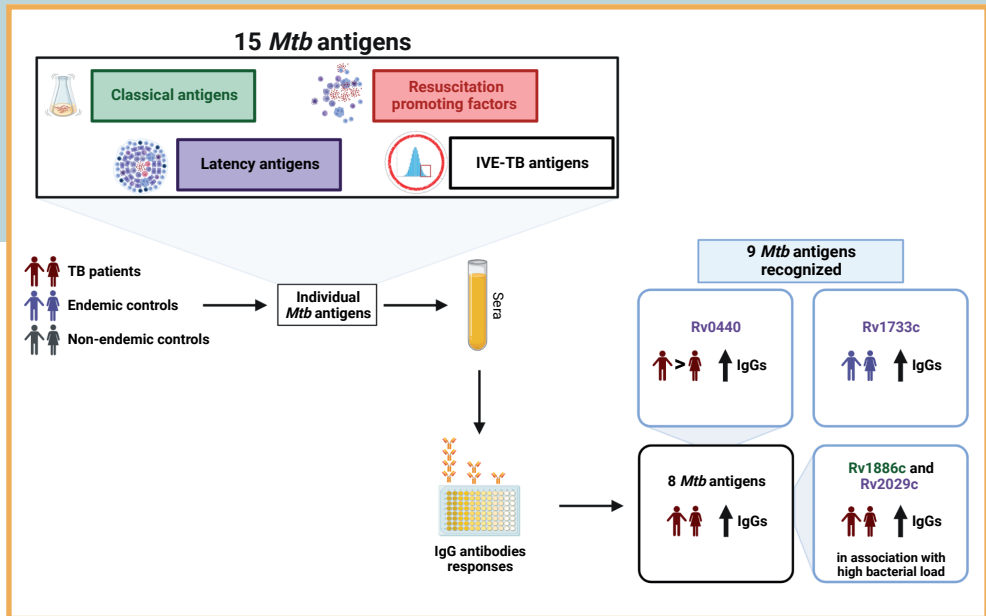 15 Mtb antigens
Classical antigens
Resuscitation
promoting factors
Latency antigens
IVE-TB antigens
TB patients
Endemic controls
Non-endemic controls
Individual
Mtb antigens
Sera
IgG antibodies
responses
9 Mtb antigens
recognized
Rv0440
> IgGs
Rv1733c
IgGs
8 Mtb antigens
IgGs
Rv1886c and
Rv2029c
IgGs
in association with
high bacterial load